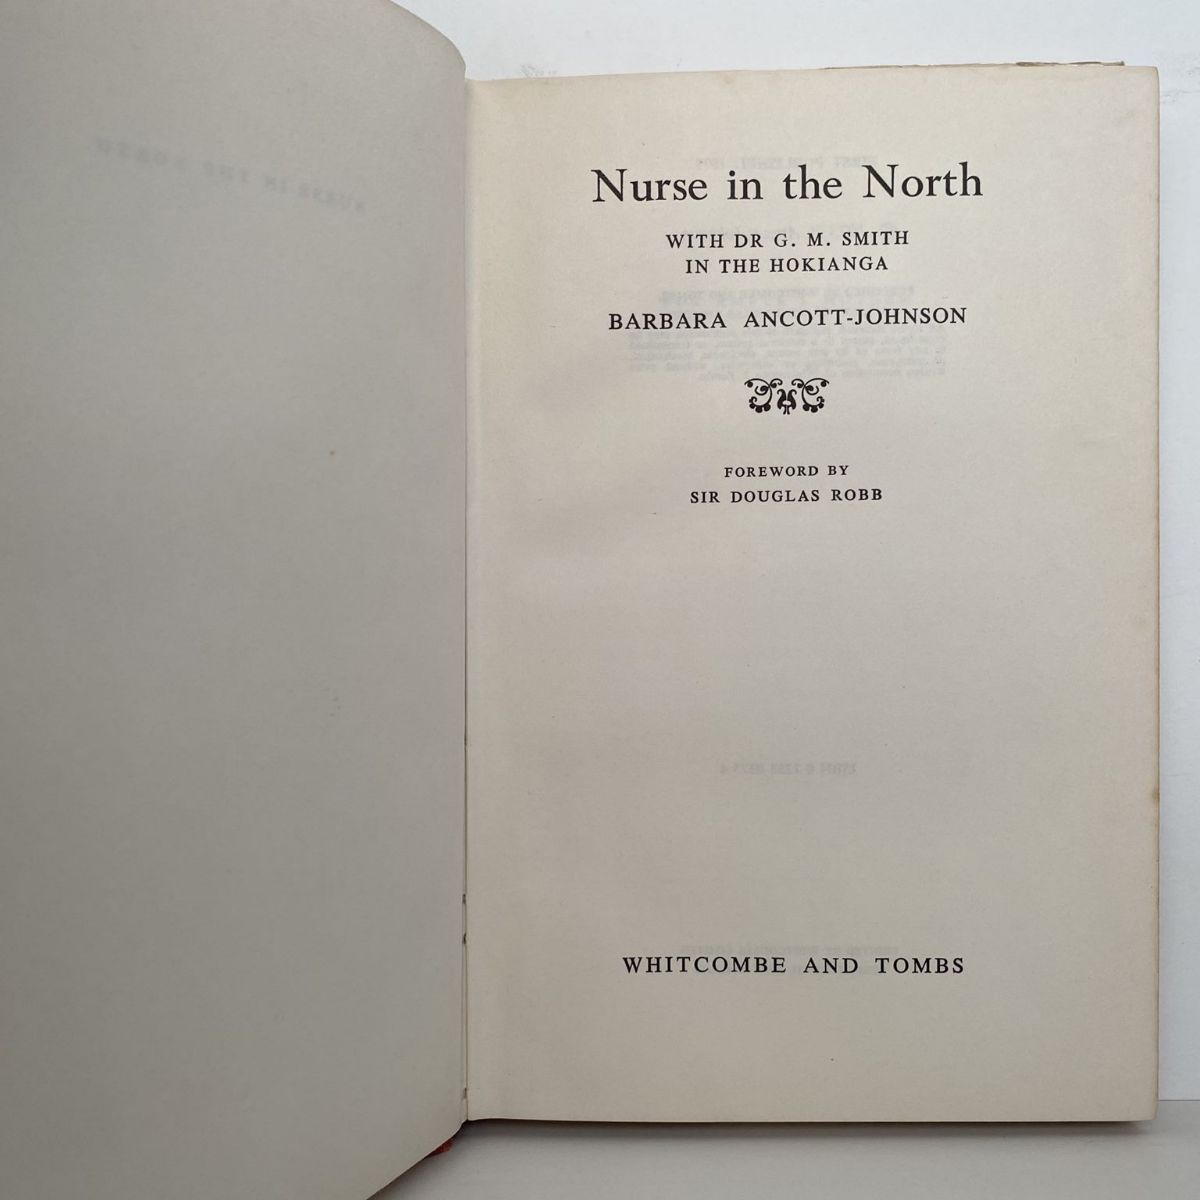 Nurse in the North
WITH DR G. M. SMITH
IN THE HOKIANGA
BARBARA ANCOTT-JOHNSON
FOREWORD BY
SIR DOUGLAS ROBB
WHITCOMBE AND TOMBS